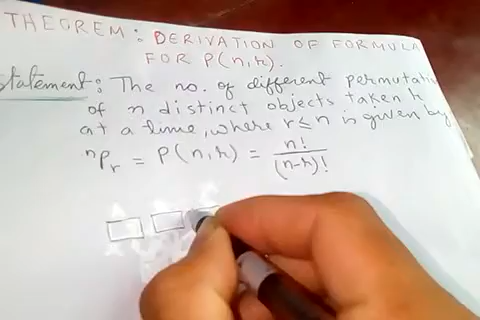 THEOREM: DERIVATION OF FORMULA
FOR P(n,r).
Statement: The no. of different permutati
of n distinct objects taken r
at a time, where r≤n is given by
ⁿPᵣ = P(n,r) = n!/(n-r)!